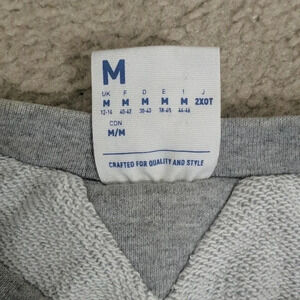 M
UK F D E I J
M M M M M 2XOT
12-14 40-42 38-40 38-40 44-46
CDN
M/M
CRAFTED FOR QUALITY AND STYLE